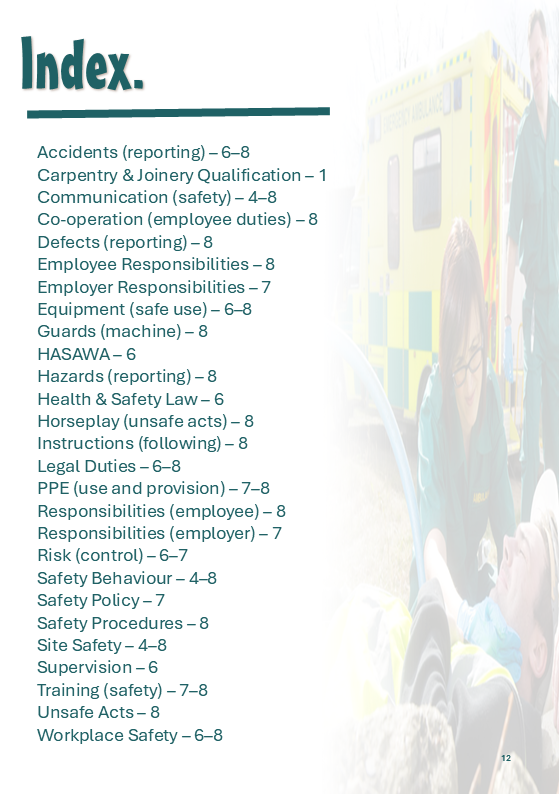 Index.
Accidents (reporting) – 6–8
Carpentry & Joinery Qualification – 1
Communication (safety) – 4–8
Co-operation (employee duties) – 8
Defects (reporting) – 8
Employee Responsibilities – 8
Employer Responsibilities – 7
Equipment (safe use) – 6–8
Guards (machine) – 8
HASAWA – 6
Hazards (reporting) – 8
Health & Safety Law – 6
Horseplay (unsafe acts) – 8
Instructions (following) – 8
Legal Duties – 6–8
PPE (use and provision) – 7–8
Responsibilities (employee) – 8
Responsibilities (employer) – 7
Risk (control) – 6–7
Safety Behaviour – 4–8
Safety Policy – 7
Safety Procedures – 8
Site Safety – 4–8
Supervision – 6
Training (safety) – 7–8
Unsafe Acts – 8
Workplace Safety – 6–8
12
EMERGENCY AMBULANCE